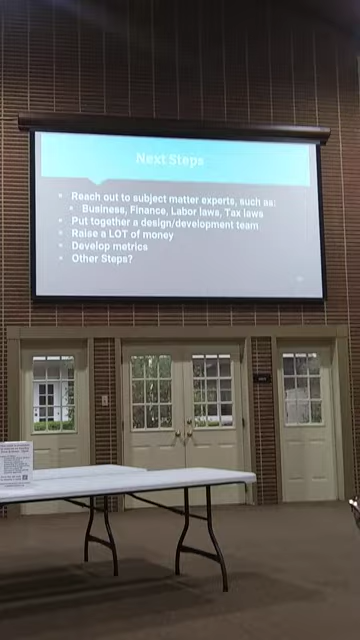 Next Steps
Reach out to subject matter experts, such as:
Business, Finance, Labor laws, Tax laws
Put together a design/development team
Raise a LOT of money
Develop metrics
Other Steps?